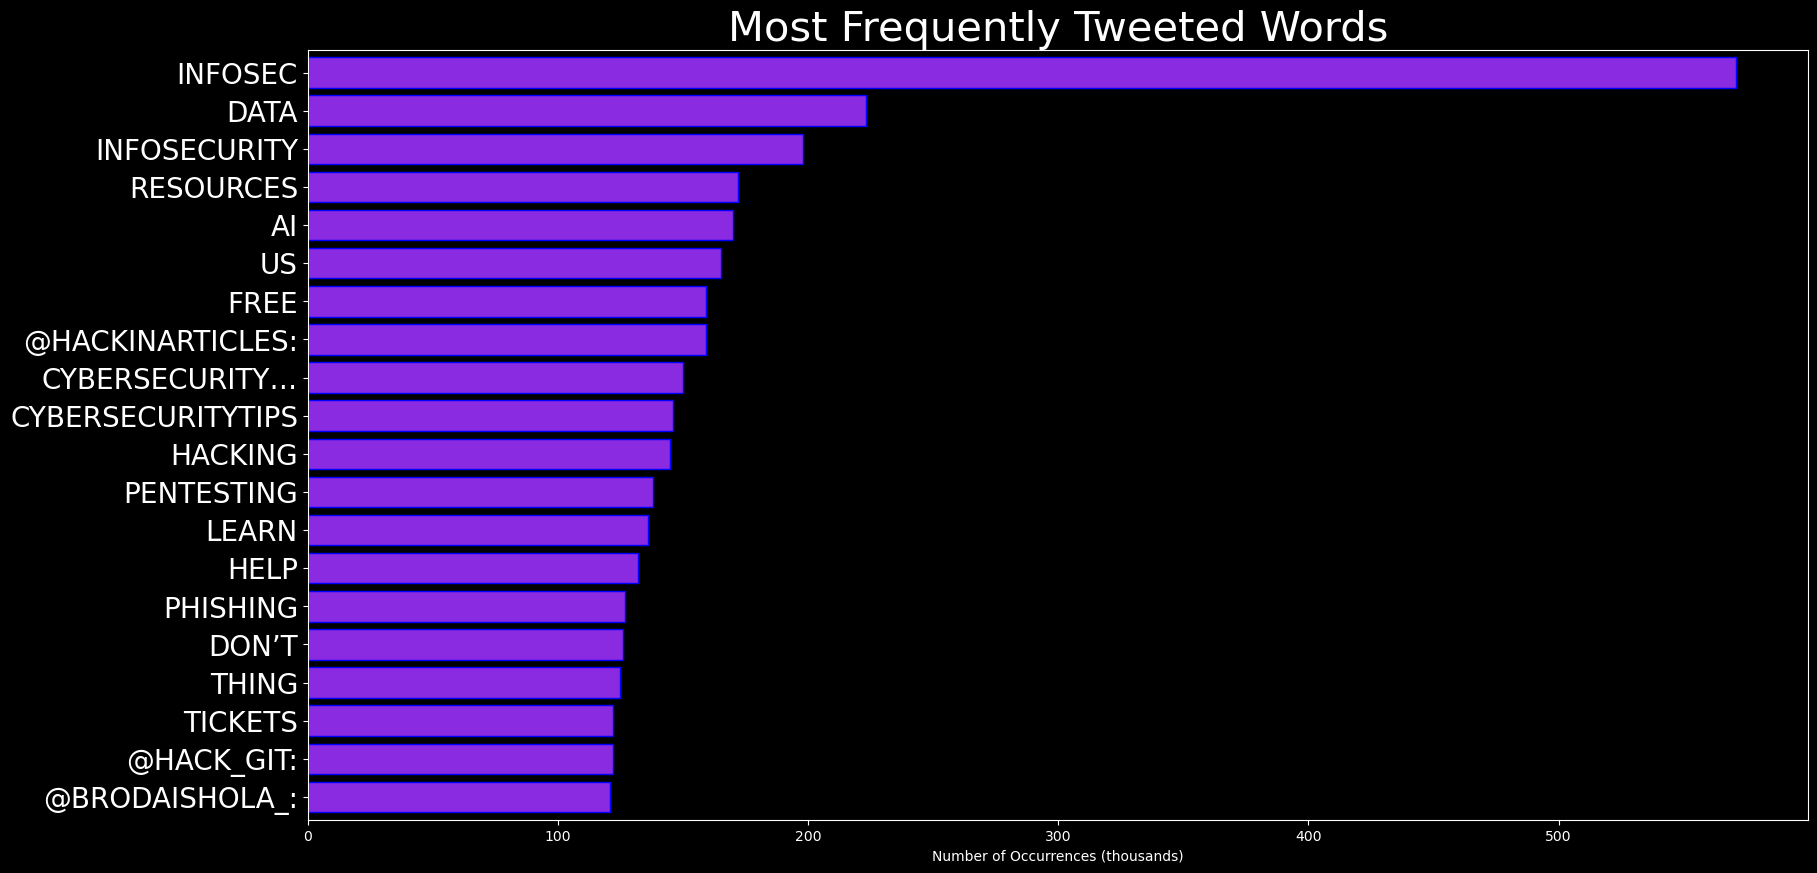 Most Frequently Tweeted Words
INFOSEC
DATA
INFOSECURITY
RESOURCES
AI
US
FREE
@HACKINARTICLES:
CYBERSECURITY…
CYBERSECURITYTIPS
HACKING
PENTESTING
LEARN
HELP
PHISHING
DON’T
THING
TICKETS
@HACK_GIT:
@BRODAISHOLA_:
0 100 200 300 400 500
Number of Occurrences (thousands)